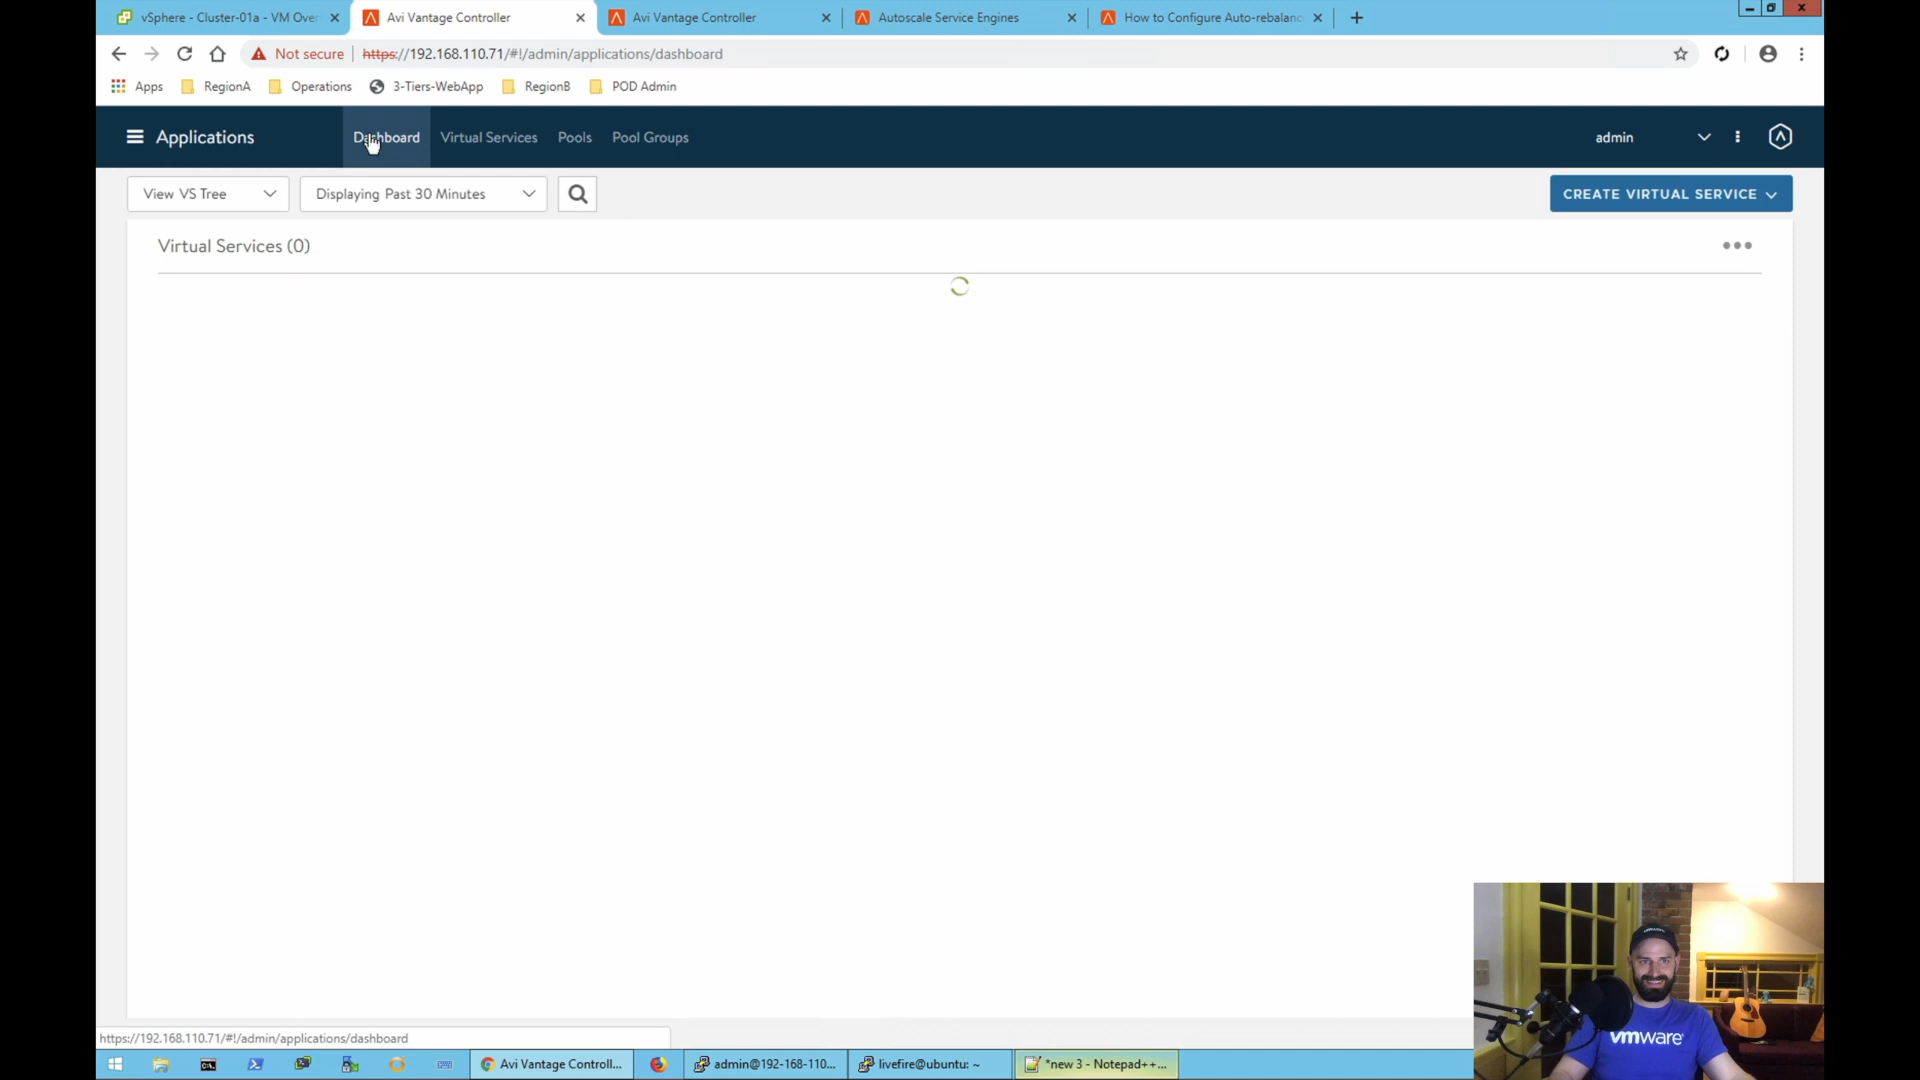 vSphere - Cluster-01a - VM Over
Avi Vantage Controller
Avi Vantage Controller
Autoscale Service Engines
How to Configure Auto-rebalanc
Not secure
https://192.168.110.71/#!/admin/applications/dashboard
Apps
RegionA
Operations
3-Tiers-WebApp
RegionB
POD Admin
Applications
Dashboard
Virtual Services
Pools
Pool Groups
admin
View VS Tree
Displaying Past 30 Minutes
CREATE VIRTUAL SERVICE
Virtual Services (0)
vmware
https://192.168.110.71/#!/admin/applications/dashboard
Avi Vantage Controll...
admin@192-168-110...
livefire@ubuntu: ~
*new 3 - Notepad++...